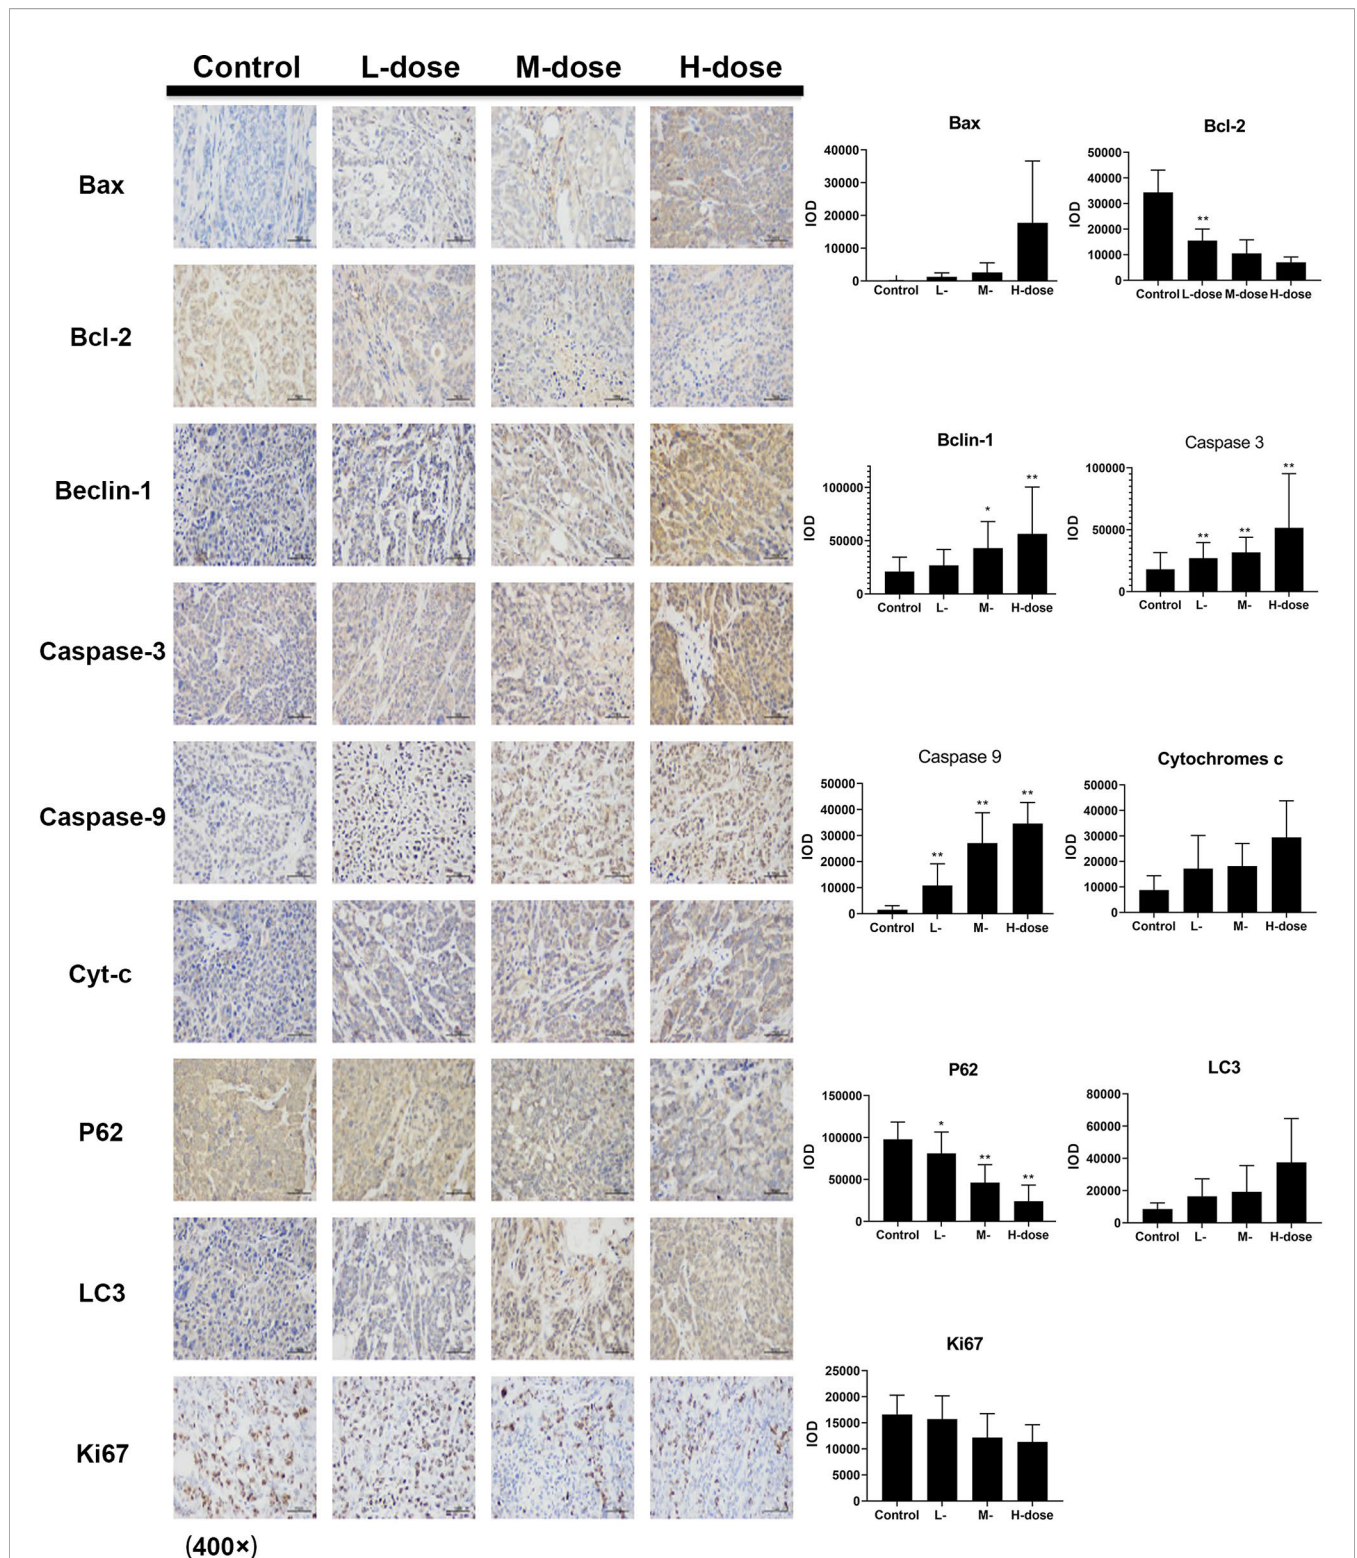 Control L-dose M-dose H-dose
Bax
Bcl-2
Beclin-1
Caspase-3
Caspase-9
Cyt-c
P62
LC3
Ki67
(400×)
Bax
IOD
40000
30000
20000
10000
0
Control L- M- H-dose
Bcl-2
IOD
50000
40000
30000
20000
10000
0
**
Control L-dose M-dose H-dose
Bclin-1
IOD
100000
50000
0
* **
Control L- M- H-dose
Caspase 3
IOD
100000
50000
0
** ** **
Control L- M- H-dose
Caspase 9
IOD
50000
40000
30000
20000
10000
0
** ** **
Control L- M- H-dose
Cytochromes c
IOD
50000
40000
30000
20000
10000
0
Control L- M- H-dose
P62
IOD
150000
100000
50000
0
* ** **
Control L- M- H-dose
LC3
IOD
80000
60000
40000
20000
0
Control L- M- H-dose
Ki67
IOD
25000
20000
15000
10000
5000
0
Control L- M- H-dose